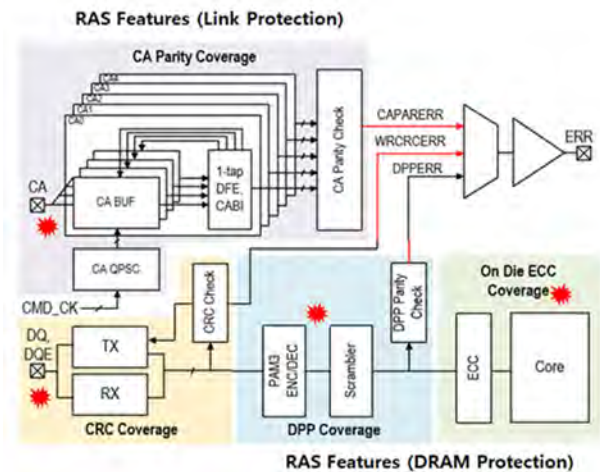 RAS Features (Link Protection)
CA Parity Coverage
CA4
CA3
CA2
CA1
CA0
CA
CA BUF
1-tap
DFE,
CABI
CA Parity Check
CAPARERR
WRCRCERR
DPPERR
ERR
CA QPSC
CMD_CK
DQ,
DQE
TX
RX
CRC Check
CRC Coverage
PAM3
ENC/DEC
Scrambler
DPP Coverage
DPP Parity
Check
On Die ECC
Coverage
ECC
Core
RAS Features (DRAM Protection)